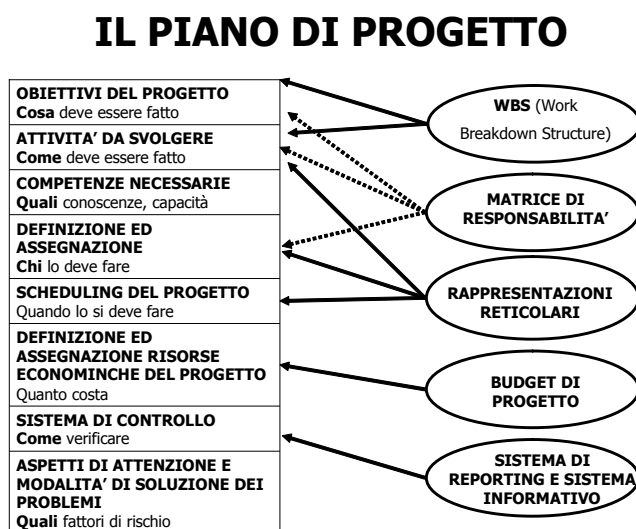 IL PIANO DI PROGETTO
OBIETTIVI DEL PROGETTO
Cosa deve essere fatto
ATTIVITA’ DA SVOLGERE
Come deve essere fatto
COMPETENZE NECESSARIE
Quali conoscenze, capacità
DEFINIZIONE ED
ASSEGNAZIONE
Chi lo deve fare
SCHEDULING DEL PROGETTO
Quando lo si deve fare
DEFINIZIONE ED
ASSEGNAZIONE RISORSE
ECONOMINCHE DEL PROGETTO
Quanto costa
SISTEMA DI CONTROLLO
Come verificare
ASPETTI DI ATTENZIONE E
MODALITA’ DI SOLUZIONE DEI
PROBLEMI
Quali fattori di rischio
WBS (Work
Breakdown Structure)
MATRICE DI
RESPONSABILITA’
RAPPRESENTAZIONI
RETICOLARI
BUDGET DI
PROGETTO
SISTEMA DI
REPORTING E SISTEMA
INFORMATIVO